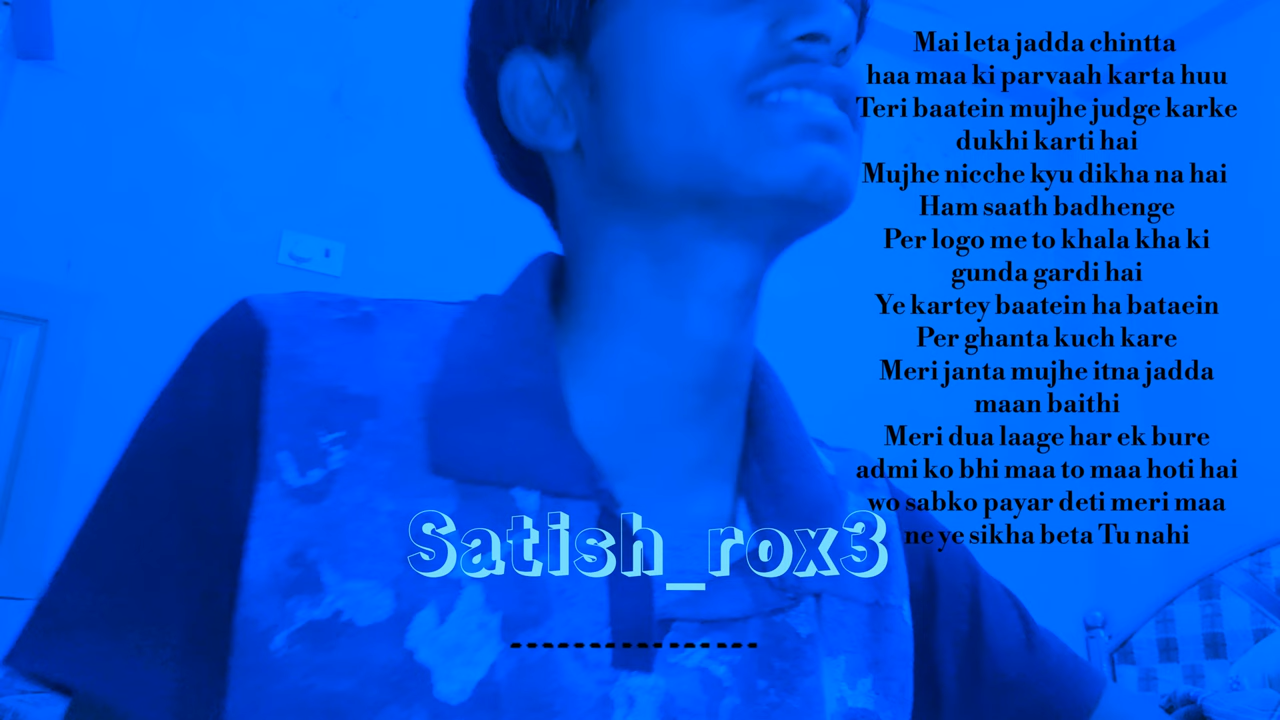 Mai leta jadda chintta
haa maa ki parvaah karta huu
Teri baatein mujhe judge karke
dukhi karti hai
Mujhe nicche kyu dikha na hai
Ham saath badhenge
Per logo me to khala kha ki
gunda gardi hai
Ye kartey baatein ha bataein
Per ghanta kuch kare
Meri janta mujhe itna jadda
maan baithi
Meri dua laage har ek bure
admi ko bhi maa to maa hoti hai
wo sabko payar deti meri maa
ne ye sikha beta Tu nahi
Satish_rox3